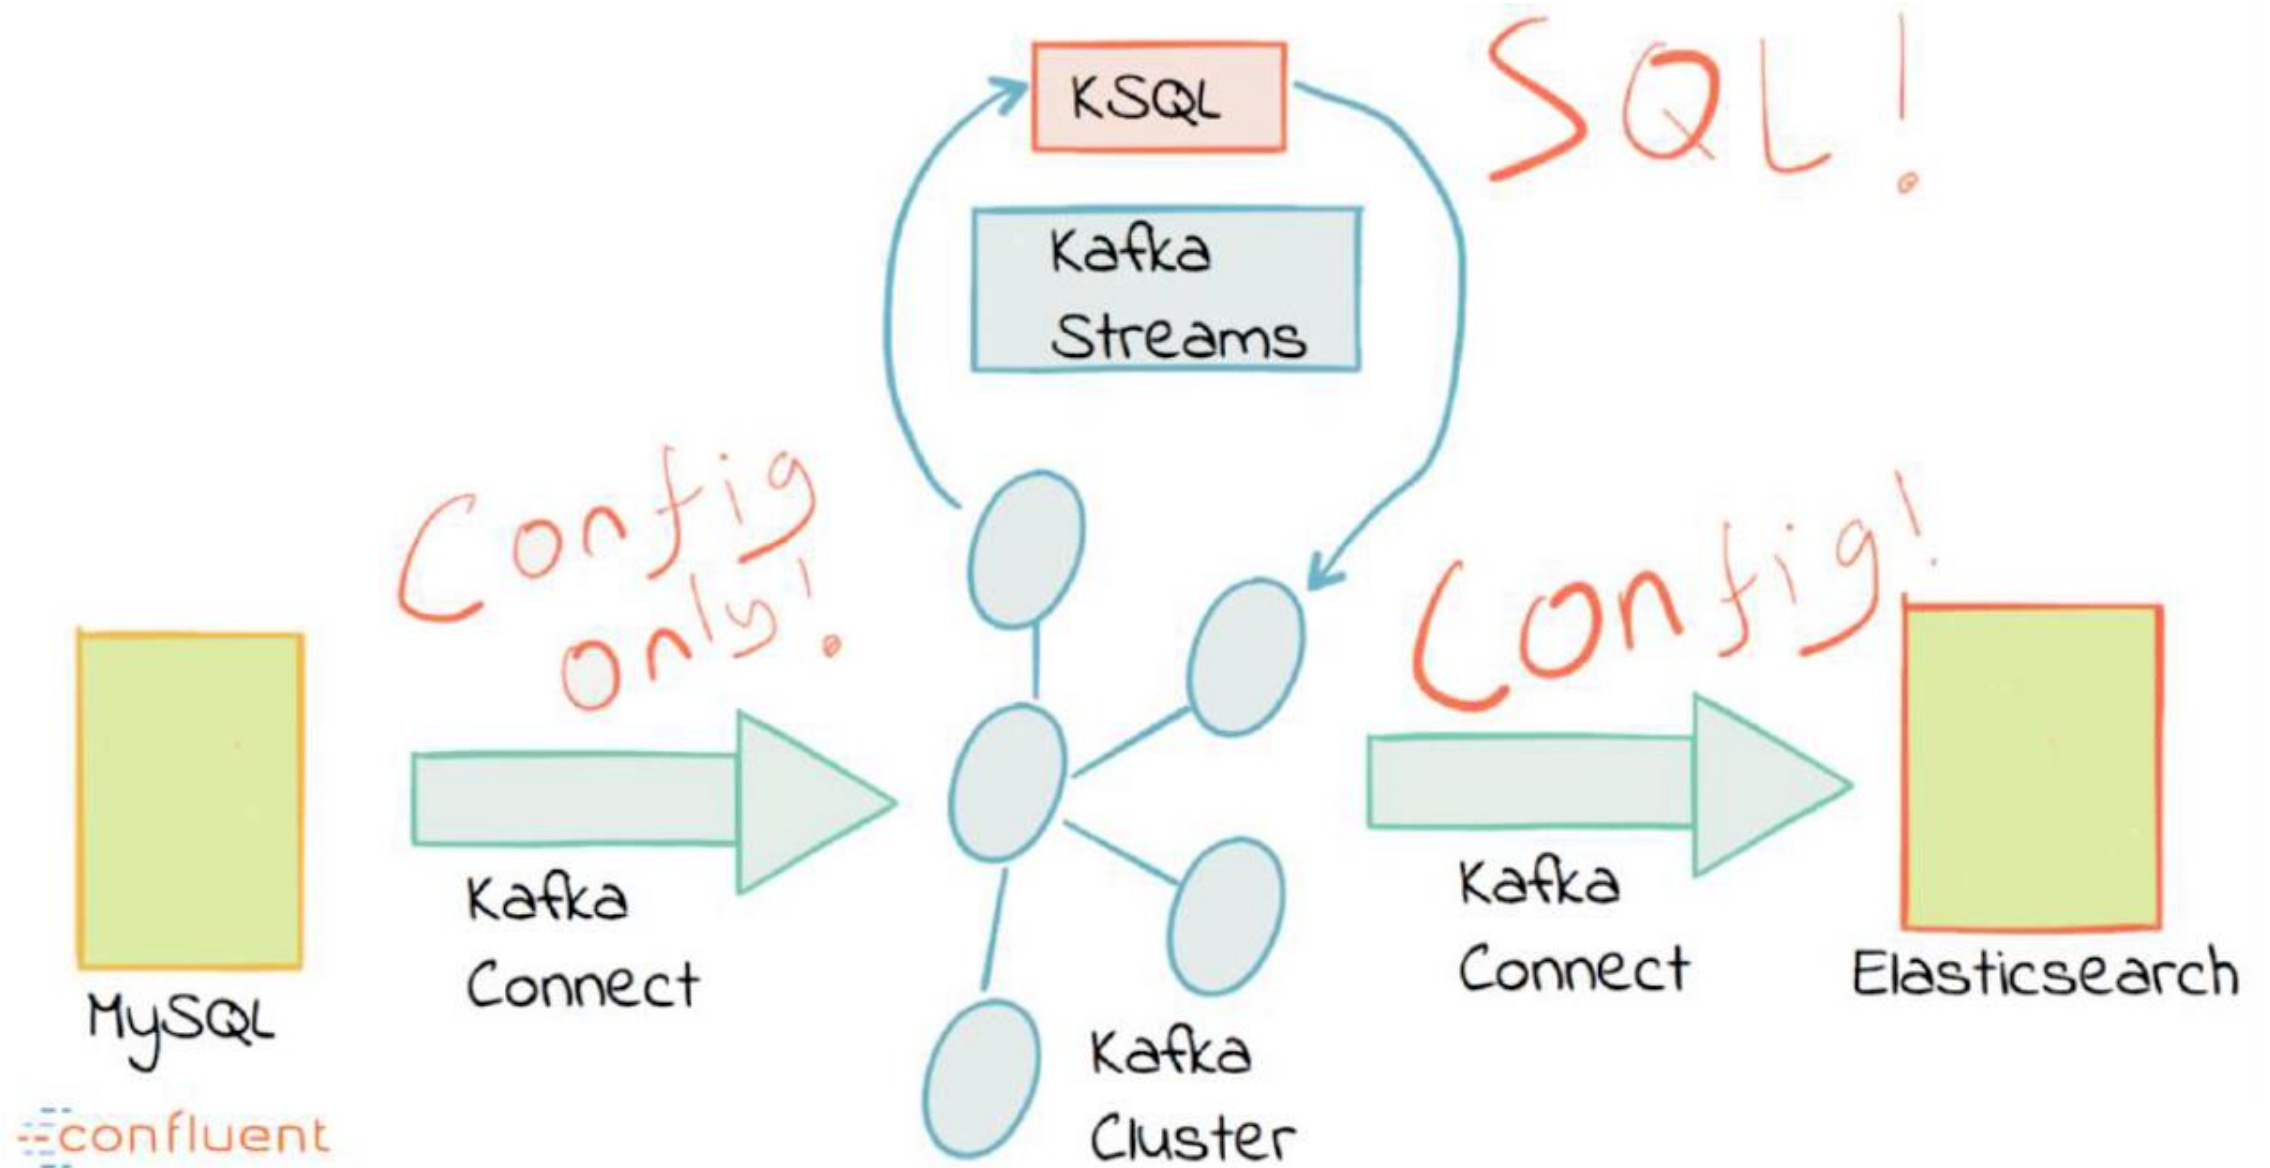 KSQL
SQL!
Kafka
Streams
Config
only!
Config!
Kafka
Connect
Kafka
Connect
MySQL
Elasticsearch
Kafka
Cluster
confluent